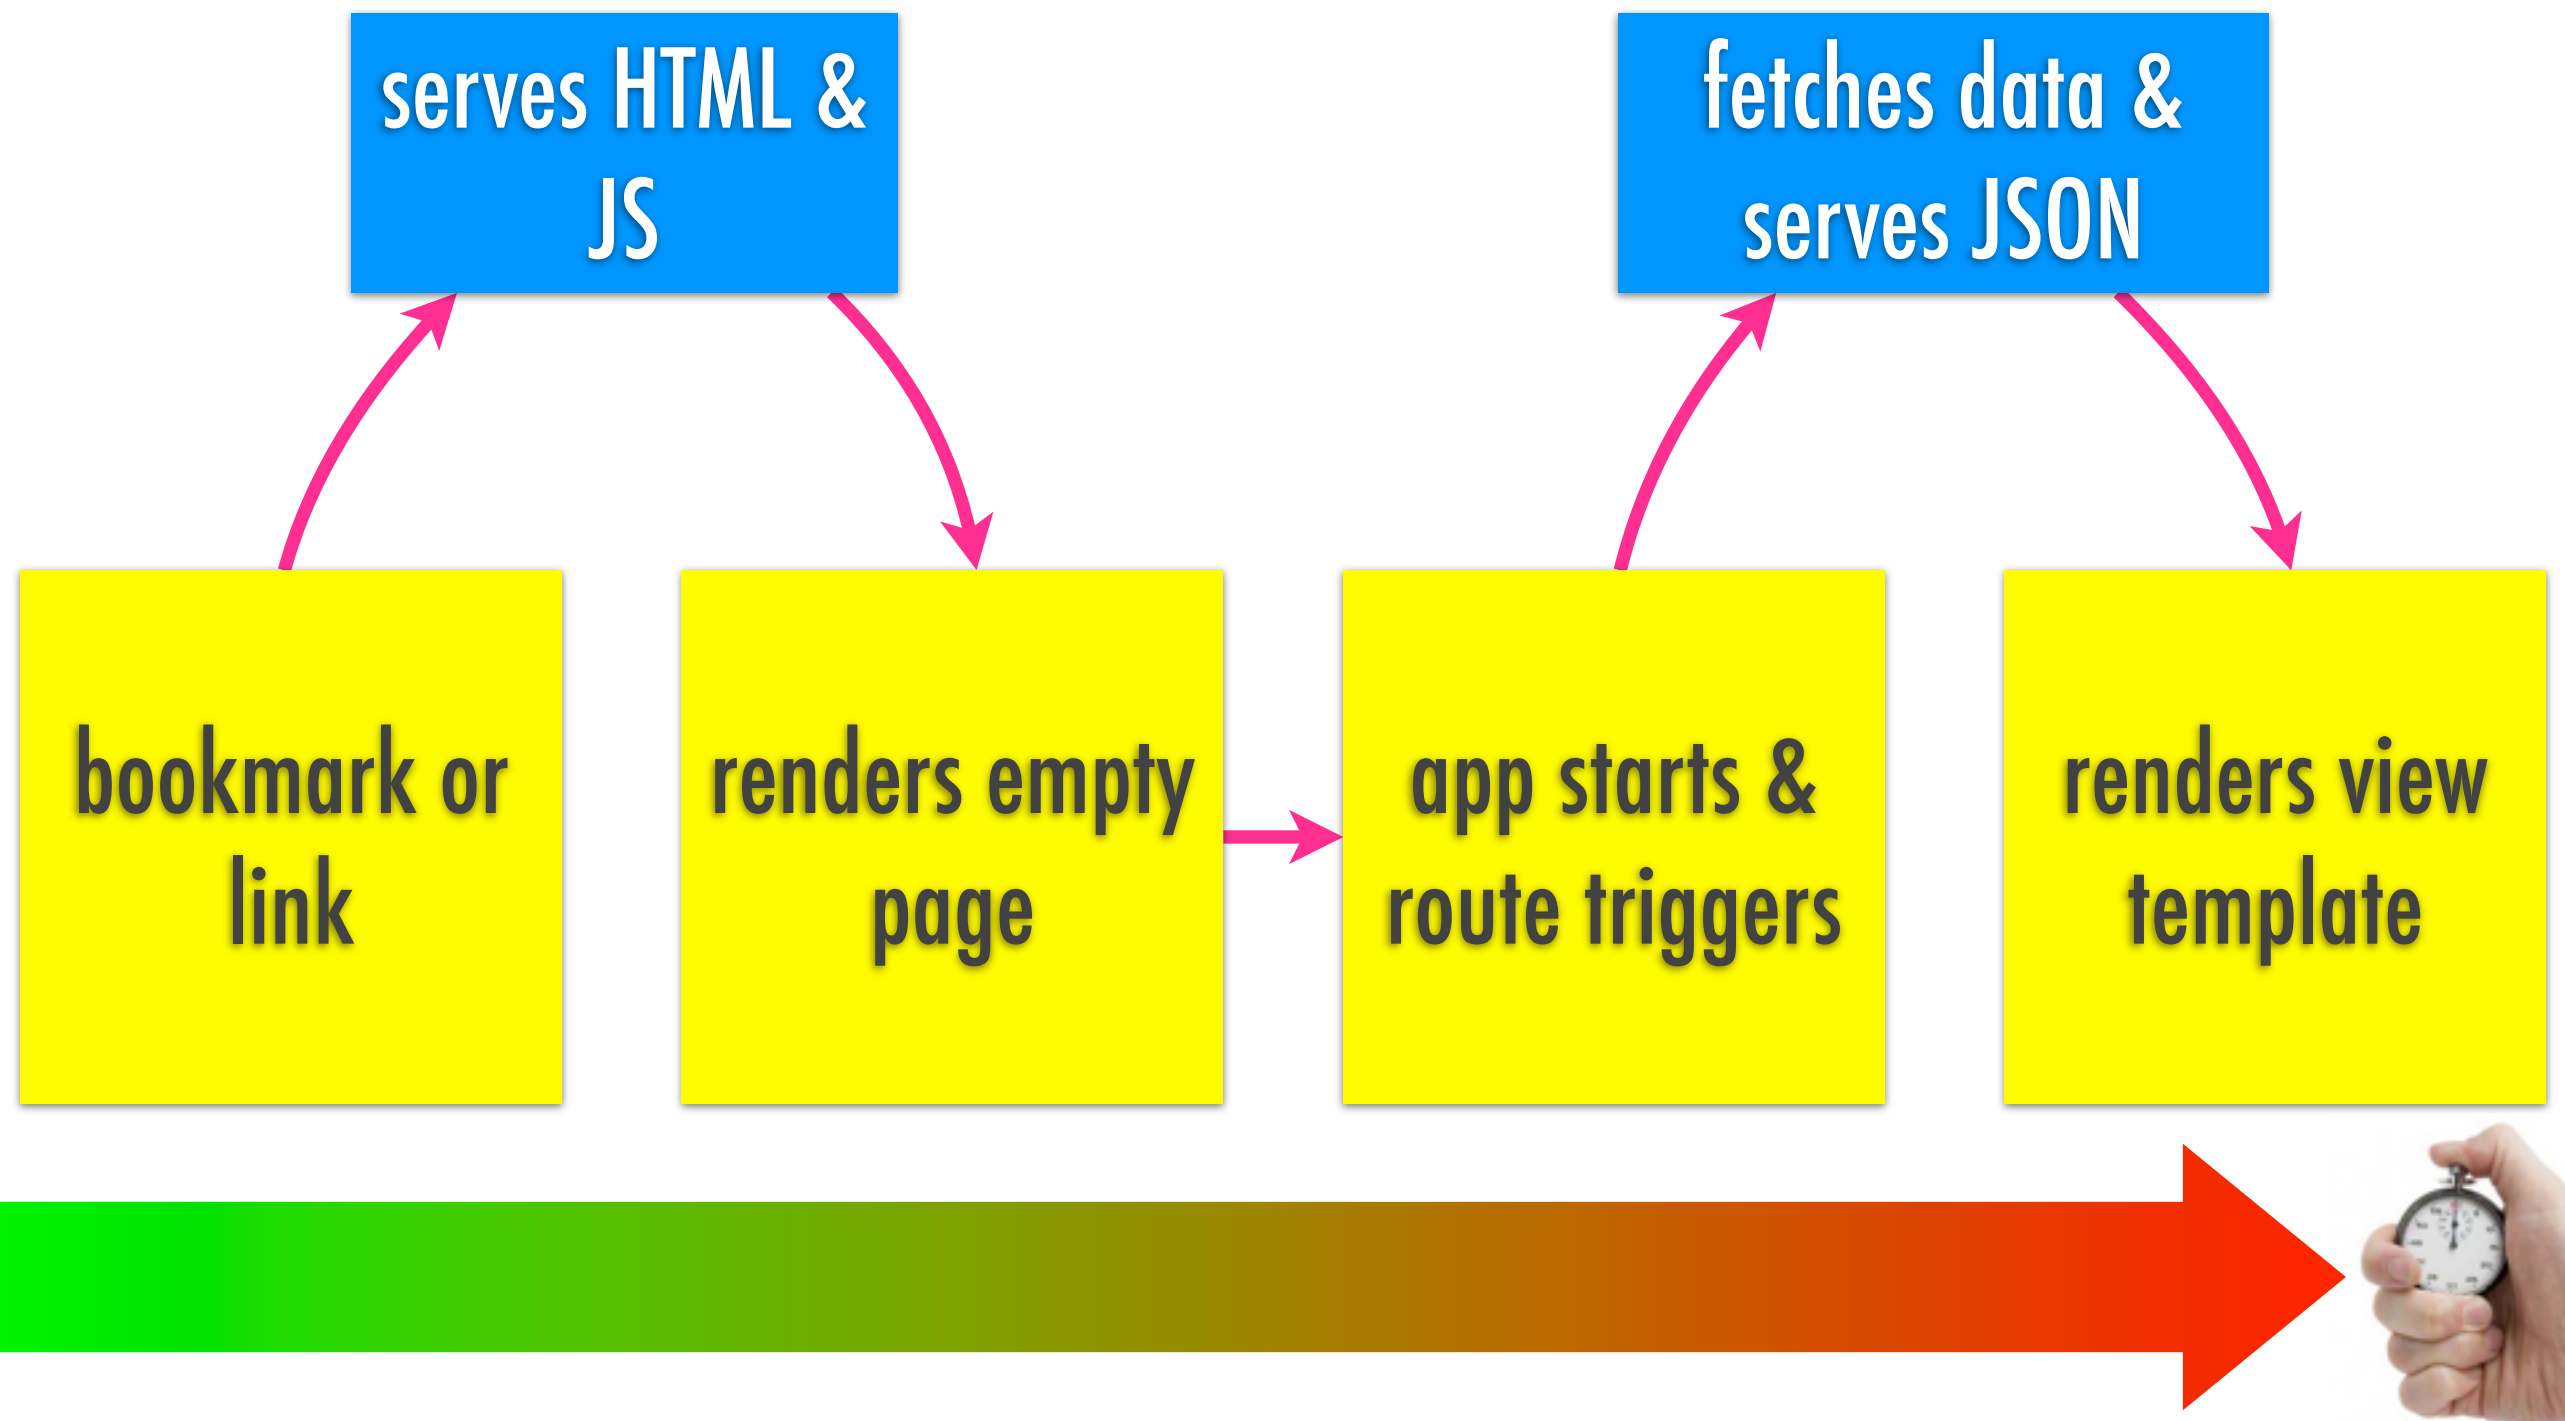 serves HTML &
JS
fetches data &
serves JSON
bookmark or
link
renders empty
page
app starts &
route triggers
renders view
template